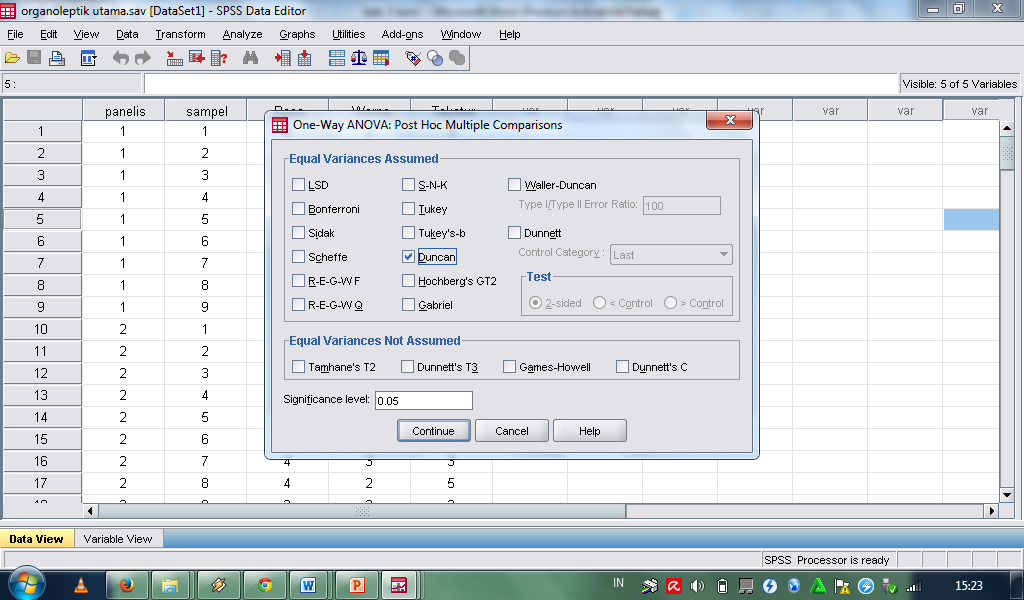 organoleptik utama.sav [DataSet1] - SPSS Data Editor
File Edit View Data Transform Analyze Graphs Utilities Add-ons Window Help
5 :
Visible: 5 of 5 Variables
panelis sampel var var var var
One-Way ANOVA: Post Hoc Multiple Comparisons
Equal Variances Assumed
LSD S-N-K Waller-Duncan
Type I/Type II Error Ratio: 100
Bonferroni Tukey
Sidak Tukey's-b Dunnett
Control Category : Last
Scheffe Duncan
Test
R-E-G-W F Hochberg's GT2
2-sided < Control > Control
R-E-G-W Q Gabriel
Equal Variances Not Assumed
Tamhane's T2 Dunnett's T3 Games-Howell Dunnett's C
Significance level: 0.05
Continue Cancel Help
1 1 1
2 1 2
3 1 3
4 1 4
5 1 5
6 1 6
7 1 7
8 1 8
9 1 9
10 2 1
11 2 2
12 2 3
13 2 4
14 2 5
15 2 6
16 2 7 4 3 3
17 2 8 4 2 5
Data View Variable View
SPSS Processor is ready
IN
15:23